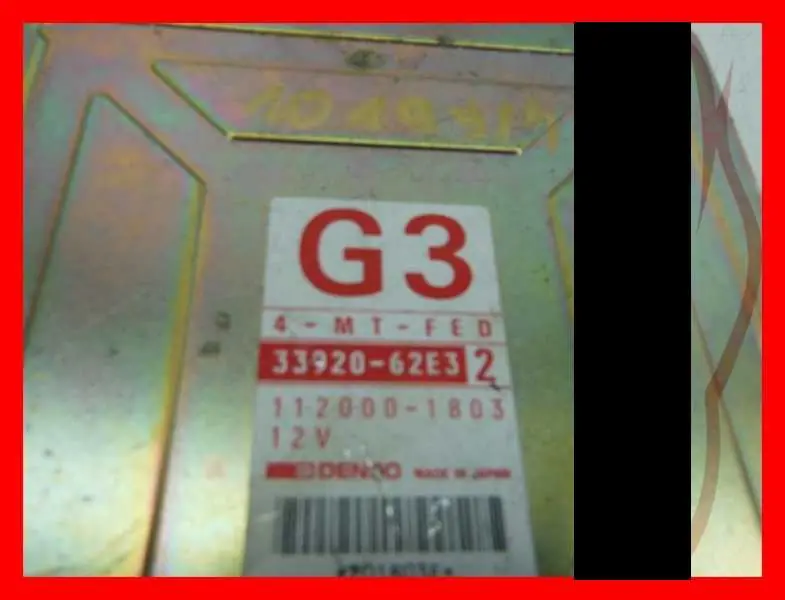 G3
4-MT-FED
33920-62E3 2
112000-1803
12V
DENSO MADE IN JAPAN